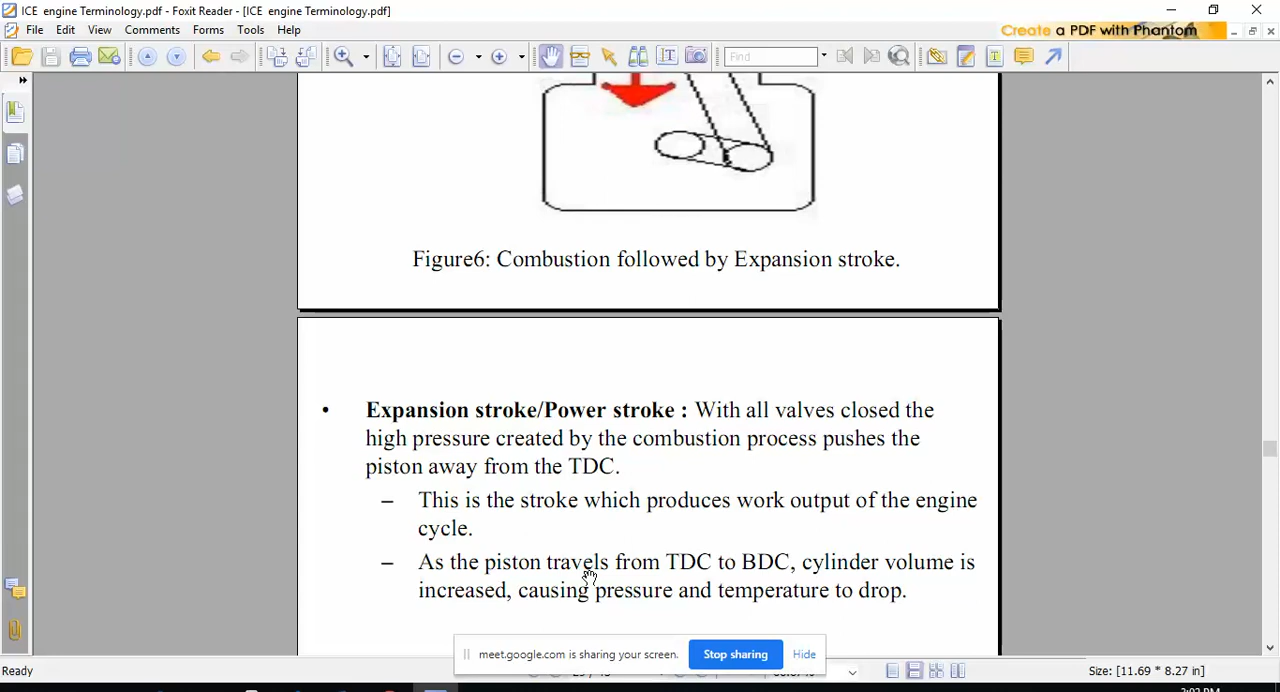 ICE engine Terminology.pdf - Foxit Reader - [ICE engine Terminology.pdf]
File Edit View Comments Forms Tools Help
Create a PDF with Phantom
Find
Figure6: Combustion followed by Expansion stroke.
• Expansion stroke/Power stroke : With all valves closed the
high pressure created by the combustion process pushes the
piston away from the TDC.
– This is the stroke which produces work output of the engine
cycle.
– As the piston travels from TDC to BDC, cylinder volume is
increased, causing pressure and temperature to drop.
meet.google.com is sharing your screen. Stop sharing Hide
Ready
Size: [11.69 * 8.27 in]